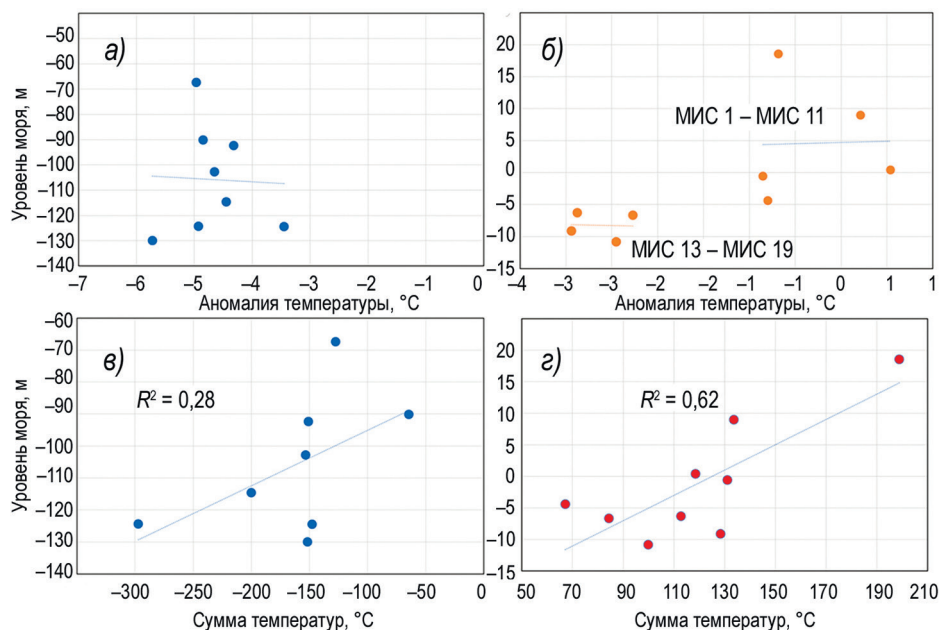 а)
Уровень моря, м
–50
–60
–70
–80
–90
–100
–110
–120
–130
–140
–7 –6 –5 –4 –3 –2 –1 –0
Аномалия температуры, °C
б)
20
15
10
5
0
–5
–10
–15
МИС 1 – МИС 11
МИС 13 – МИС 19
–3 –3 –2 –2 –1 –1 0 1 1
Аномалия температуры, °C
в)
Уровень моря, м
–60
–70
–80
–90
–100
–110
–120
–130
–140
R² = 0,28
–300 –250 –200 –150 –100 –50 0
Сумма температур, °C
г)
20
15
10
5
0
–5
–10
–15
R² = 0,62
50 70 90 110 130 150 170 190 210
Сумма температур, °C